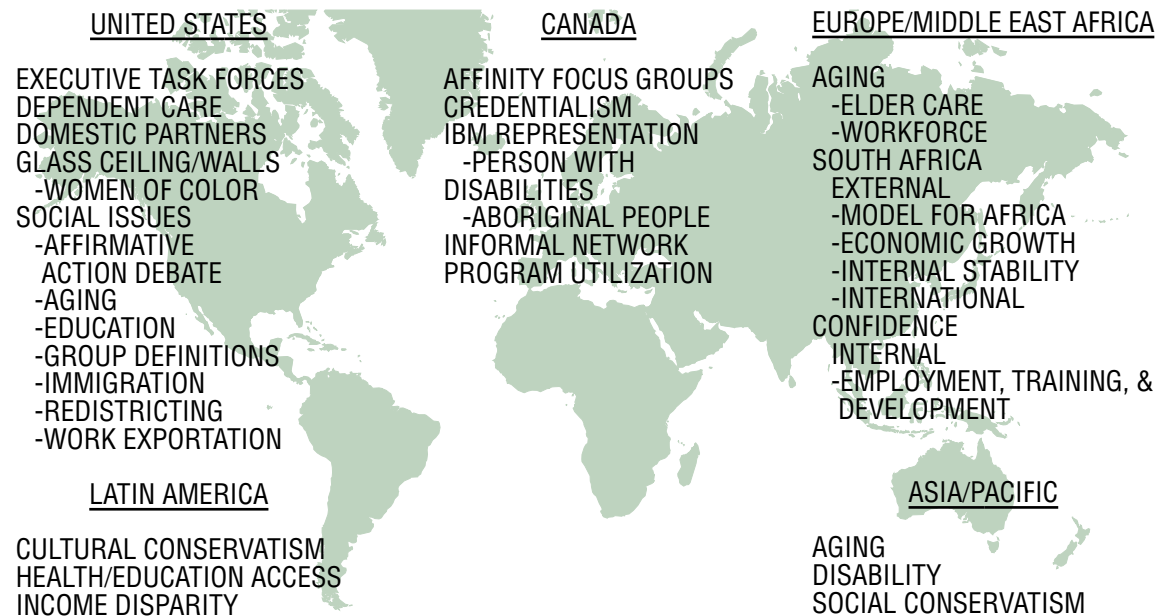 UNITED STATES
EXECUTIVE TASK FORCES
DEPENDENT CARE
DOMESTIC PARTNERS
GLASS CEILING/WALLS
-WOMEN OF COLOR
SOCIAL ISSUES
-AFFIRMATIVE
ACTION DEBATE
-AGING
-EDUCATION
-GROUP DEFINITIONS
-IMMIGRATION
-REDISTRICTING
-WORK EXPORTATION
LATIN AMERICA
CULTURAL CONSERVATISM
HEALTH/EDUCATION ACCESS
INCOME DISPARITY
CANADA
AFFINITY FOCUS GROUPS
CREDENTIALISM
IBM REPRESENTATION
-PERSON WITH
DISABILITIES
-ABORIGINAL PEOPLE
INFORMAL NETWORK
PROGRAM UTILIZATION
EUROPE/MIDDLE EAST AFRICA
AGING
-ELDER CARE
-WORKFORCE
SOUTH AFRICA
EXTERNAL
-MODEL FOR AFRICA
-ECONOMIC GROWTH
-INTERNAL STABILITY
-INTERNATIONAL
CONFIDENCE
INTERNAL
-EMPLOYMENT, TRAINING, &
DEVELOPMENT
ASIA/PACIFIC
AGING
DISABILITY
SOCIAL CONSERVATISM